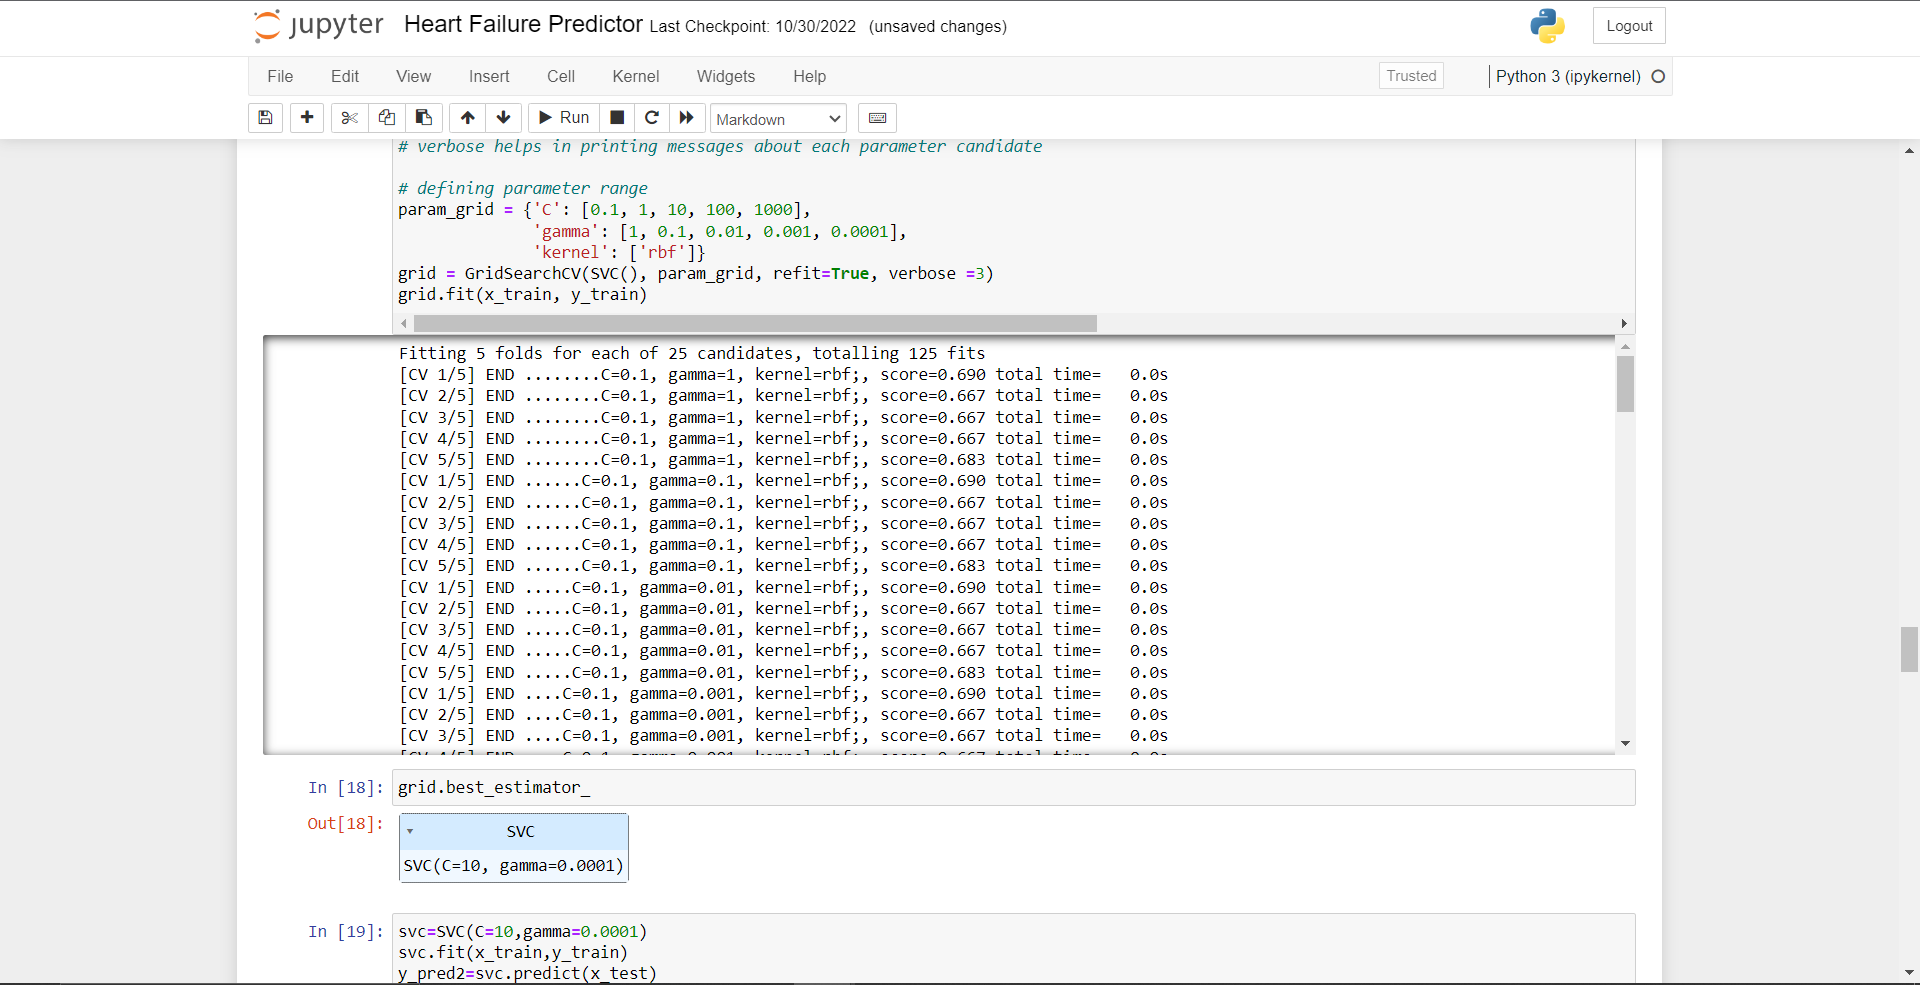 jupyter Heart Failure Predictor Last Checkpoint: 10/30/2022 (unsaved changes) Logout
File Edit View Insert Cell Kernel Widgets Help Trusted Python 3 (ipykernel)
Run Markdown
# verbose helps in printing messages about each parameter candidate
# defining parameter range
param_grid = {'C': [0.1, 1, 10, 100, 1000],
'gamma': [1, 0.1, 0.01, 0.001, 0.0001],
'kernel': ['rbf']}
grid = GridSearchCV(SVC(), param_grid, refit=True, verbose =3)
grid.fit(x_train, y_train)
Fitting 5 folds for each of 25 candidates, totalling 125 fits
[CV 1/5] END ........C=0.1, gamma=1, kernel=rbf;, score=0.690 total time=   0.0s
[CV 2/5] END ........C=0.1, gamma=1, kernel=rbf;, score=0.667 total time=   0.0s
[CV 3/5] END ........C=0.1, gamma=1, kernel=rbf;, score=0.667 total time=   0.0s
[CV 4/5] END ........C=0.1, gamma=1, kernel=rbf;, score=0.667 total time=   0.0s
[CV 5/5] END ........C=0.1, gamma=1, kernel=rbf;, score=0.683 total time=   0.0s
[CV 1/5] END ......C=0.1, gamma=0.1, kernel=rbf;, score=0.690 total time=   0.0s
[CV 2/5] END ......C=0.1, gamma=0.1, kernel=rbf;, score=0.667 total time=   0.0s
[CV 3/5] END ......C=0.1, gamma=0.1, kernel=rbf;, score=0.667 total time=   0.0s
[CV 4/5] END ......C=0.1, gamma=0.1, kernel=rbf;, score=0.667 total time=   0.0s
[CV 5/5] END ......C=0.1, gamma=0.1, kernel=rbf;, score=0.683 total time=   0.0s
[CV 1/5] END .....C=0.1, gamma=0.01, kernel=rbf;, score=0.690 total time=   0.0s
[CV 2/5] END .....C=0.1, gamma=0.01, kernel=rbf;, score=0.667 total time=   0.0s
[CV 3/5] END .....C=0.1, gamma=0.01, kernel=rbf;, score=0.667 total time=   0.0s
[CV 4/5] END .....C=0.1, gamma=0.01, kernel=rbf;, score=0.667 total time=   0.0s
[CV 5/5] END .....C=0.1, gamma=0.01, kernel=rbf;, score=0.683 total time=   0.0s
[CV 1/5] END ....C=0.1, gamma=0.001, kernel=rbf;, score=0.690 total time=   0.0s
[CV 2/5] END ....C=0.1, gamma=0.001, kernel=rbf;, score=0.667 total time=   0.0s
[CV 3/5] END ....C=0.1, gamma=0.001, kernel=rbf;, score=0.667 total time=   0.0s
In [18]: grid.best_estimator_
Out[18]: SVC
SVC(C=10, gamma=0.0001)
In [19]: svc=SVC(C=10,gamma=0.0001)
svc.fit(x_train,y_train)
y_pred2=svc.predict(x_test)